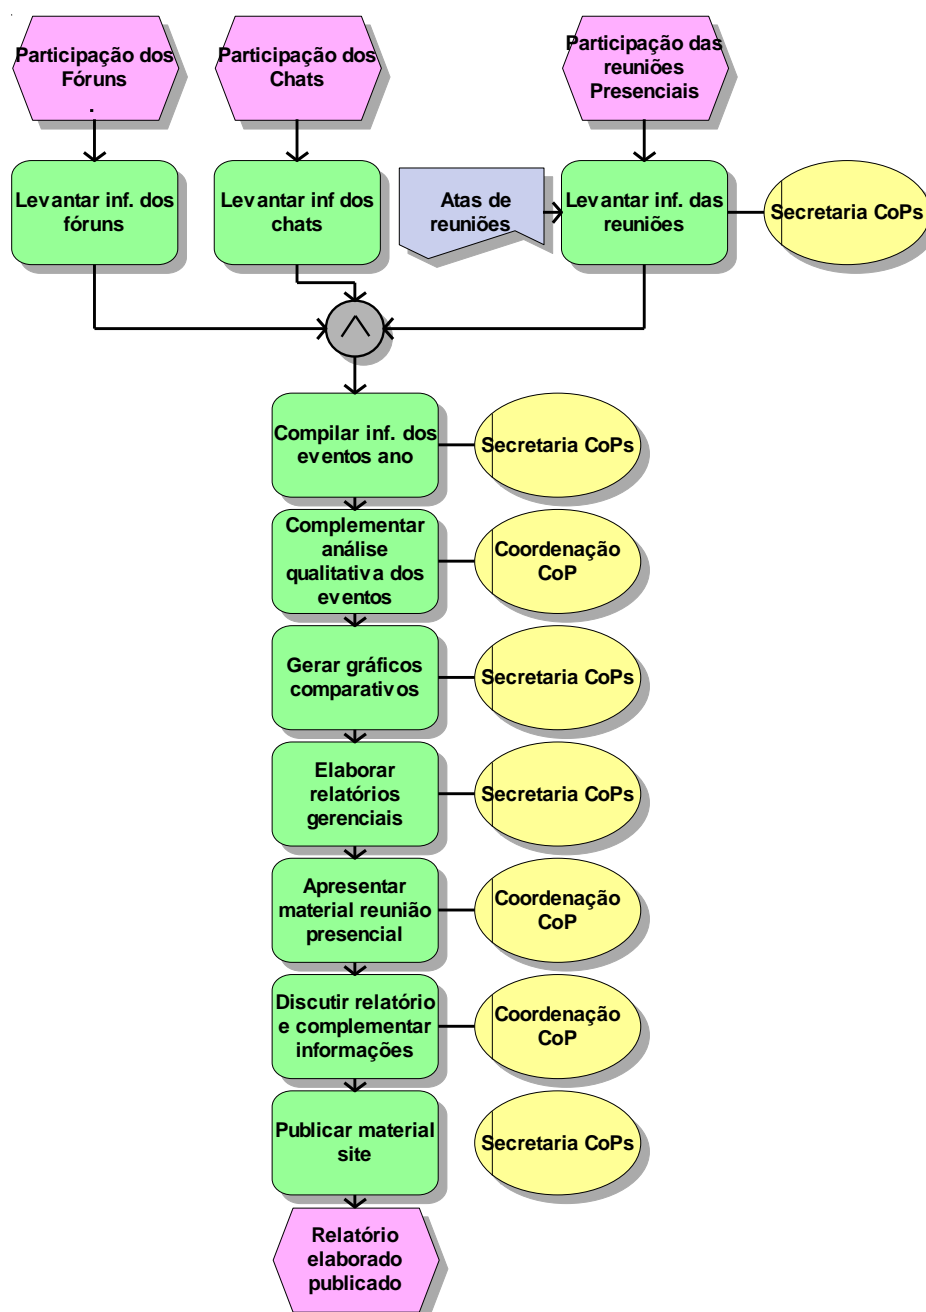 Participação dos
Fóruns
.
Participação dos
Chats
Participação das
reuniões
Presenciais
Levantar inf. dos
fóruns
Levantar inf dos
chats
Atas de
reuniões
Levantar inf. das
reuniões
Secretaria CoPs
Compilar inf. dos
eventos ano
Secretaria CoPs
Complementar
análise
qualitativa dos
eventos
Coordenação
CoP
Gerar gráficos
comparativos
Secretaria CoPs
Elaborar
relatórios
gerenciais
Secretaria CoPs
Apresentar
material reunião
presencial
Coordenação
CoP
Discutir relatório
e complementar
informações
Coordenação
CoP
Publicar material
site
Secretaria CoPs
Relatório
elaborado
publicado